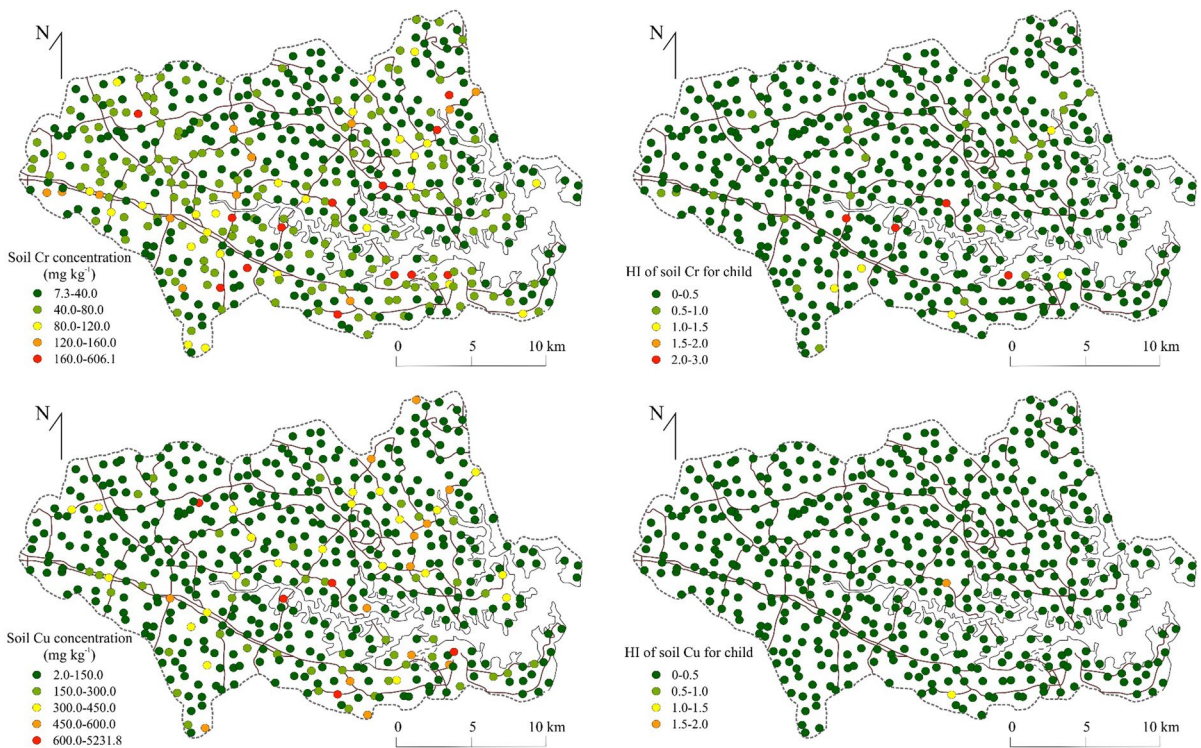 N
Soil Cr concentration
(mg kg⁻¹)
7.3-40.0
40.0-80.0
80.0-120.0
120.0-160.0
160.0-606.1
0 10 km
N
HI of soil Cr for child
0-0.5
0.5-1.0
1.0-1.5
1.5-2.0
2.0-3.0
0 10 km
N
Soil Cu concentration
(mg kg⁻¹)
2.0-150.0
150.0-300.0
300.0-450.0
450.0-600.0
600.0-5231.8
0 10 km
N
HI of soil Cu for child
0-0.5
0.5-1.0
1.0-1.5
1.5-2.0
0 10 km